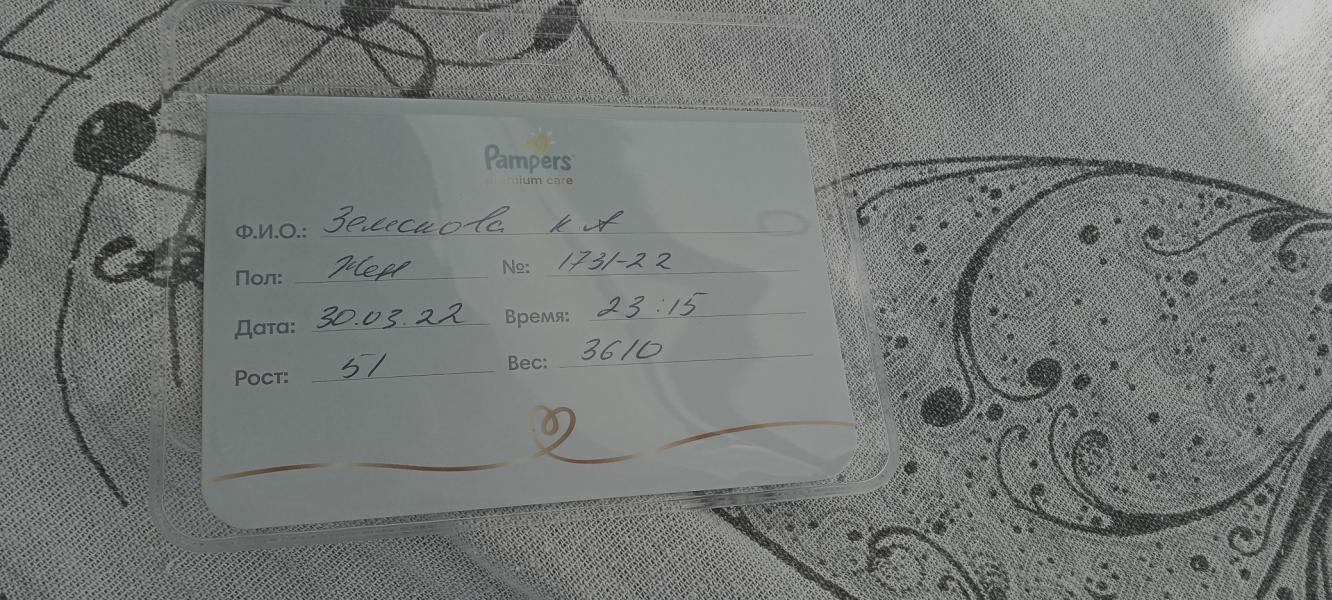 Pampers
premium care
Ф.И.О.: Земскова К.А
Пол: Жен №: 1731-22
Дата: 30.03.22 Время: 23:15
Рост: 51 Вес: 3610